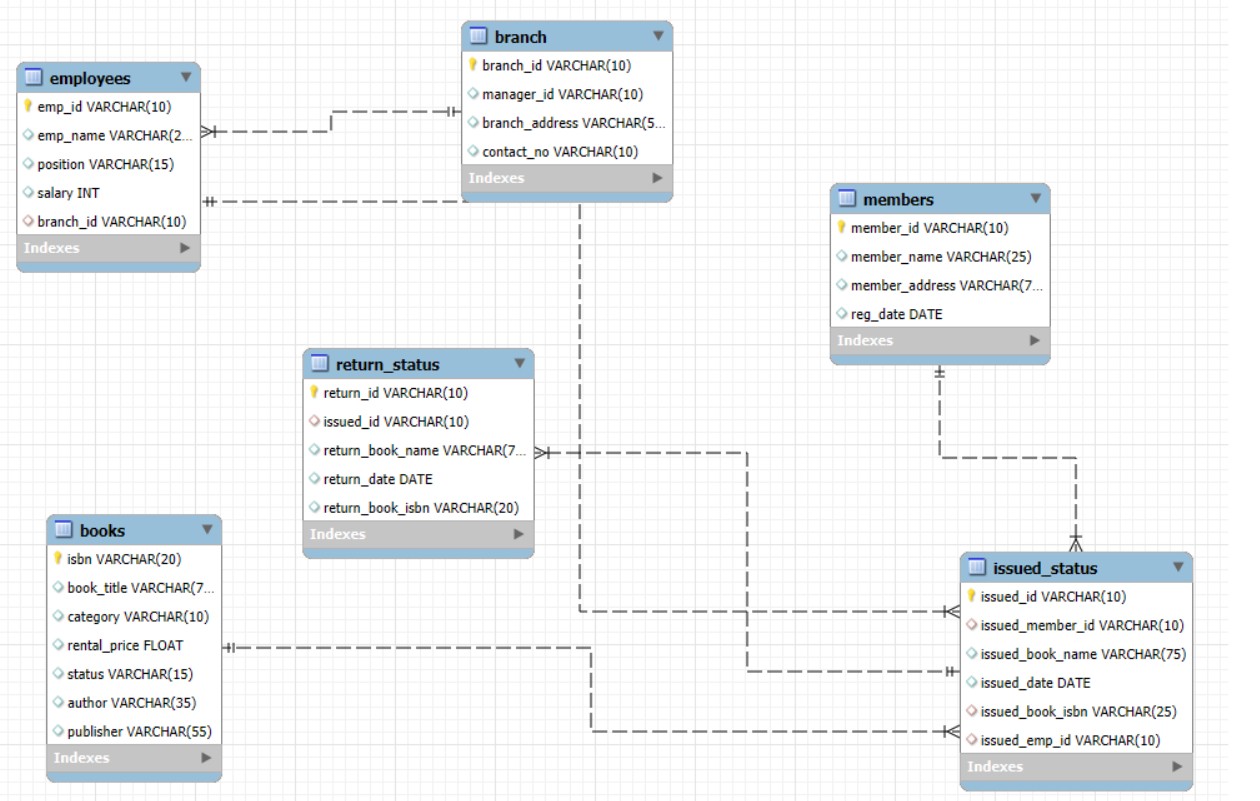 branch
branch_id VARCHAR(10)
manager_id VARCHAR(10)
branch_address VARCHAR(5...
contact_no VARCHAR(10)
Indexes
employees
emp_id VARCHAR(10)
emp_name VARCHAR(2...
position VARCHAR(15)
salary INT
branch_id VARCHAR(10)
Indexes
members
member_id VARCHAR(10)
member_name VARCHAR(25)
member_address VARCHAR(7...
reg_date DATE
Indexes
return_status
return_id VARCHAR(10)
issued_id VARCHAR(10)
return_book_name VARCHAR(7...
return_date DATE
return_book_isbn VARCHAR(20)
Indexes
books
isbn VARCHAR(20)
book_title VARCHAR(7...
category VARCHAR(10)
rental_price FLOAT
status VARCHAR(15)
author VARCHAR(35)
publisher VARCHAR(55)
Indexes
issued_status
issued_id VARCHAR(10)
issued_member_id VARCHAR(10)
issued_book_name VARCHAR(75)
issued_date DATE
issued_book_isbn VARCHAR(25)
issued_emp_id VARCHAR(10)
Indexes